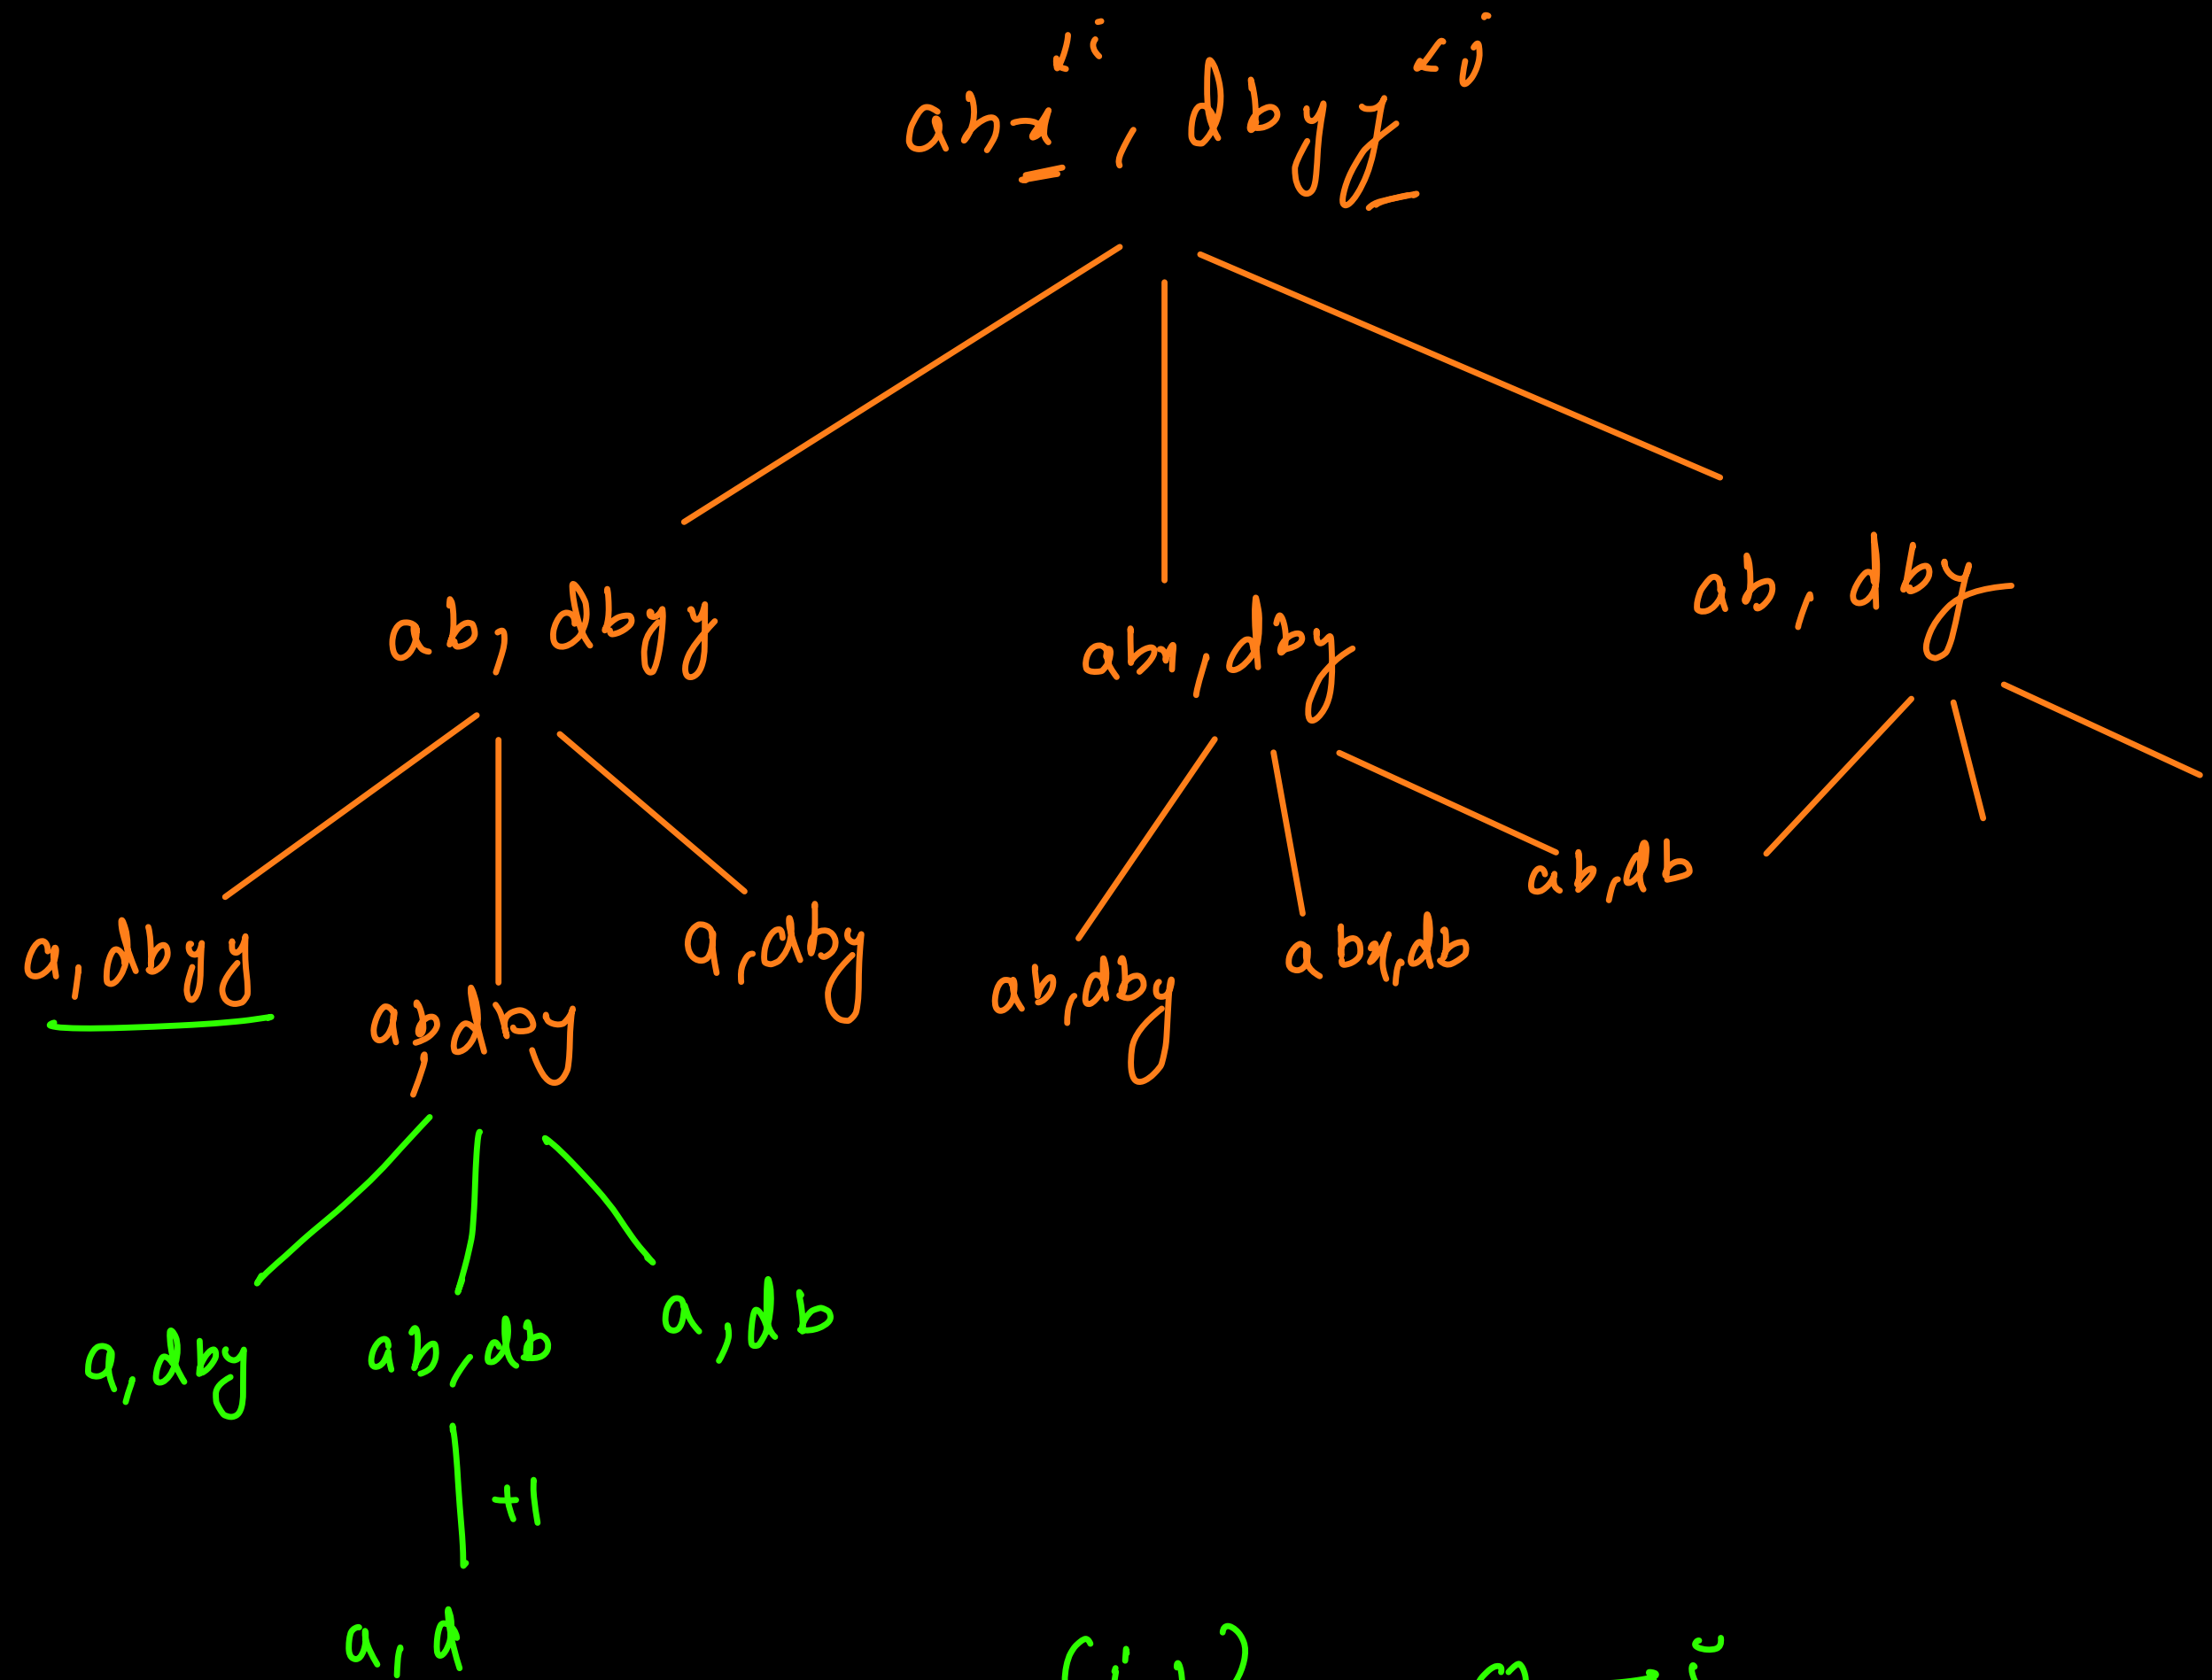 i j
abx, dbyy
ab, dbyy
abx, dby
ab, dby
a, dbyy
ab, dby
a, dby
ab, dby
abx, db
ab, db
a, dby
ab, db
a, db
+1
a, d